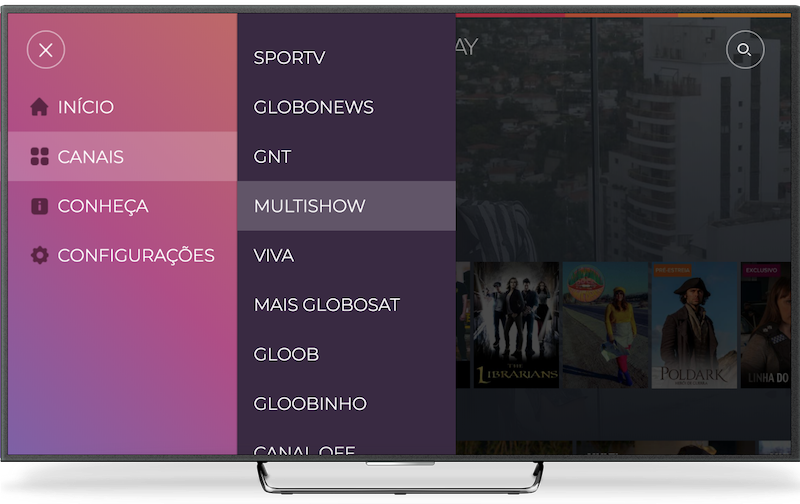 INÍCIO
CANAIS
CONHEÇA
CONFIGURAÇÕES
SPORTV
GLOBONEWS
GNT
MULTISHOW
VIVA
MAIS GLOBOSAT
GLOOB
GLOOBINHO
CANAL OFF
AY
THE LIBRARIANS
PRÉ-ESTREIA
POLDARK
EXCLUSIVO
LINHA DO